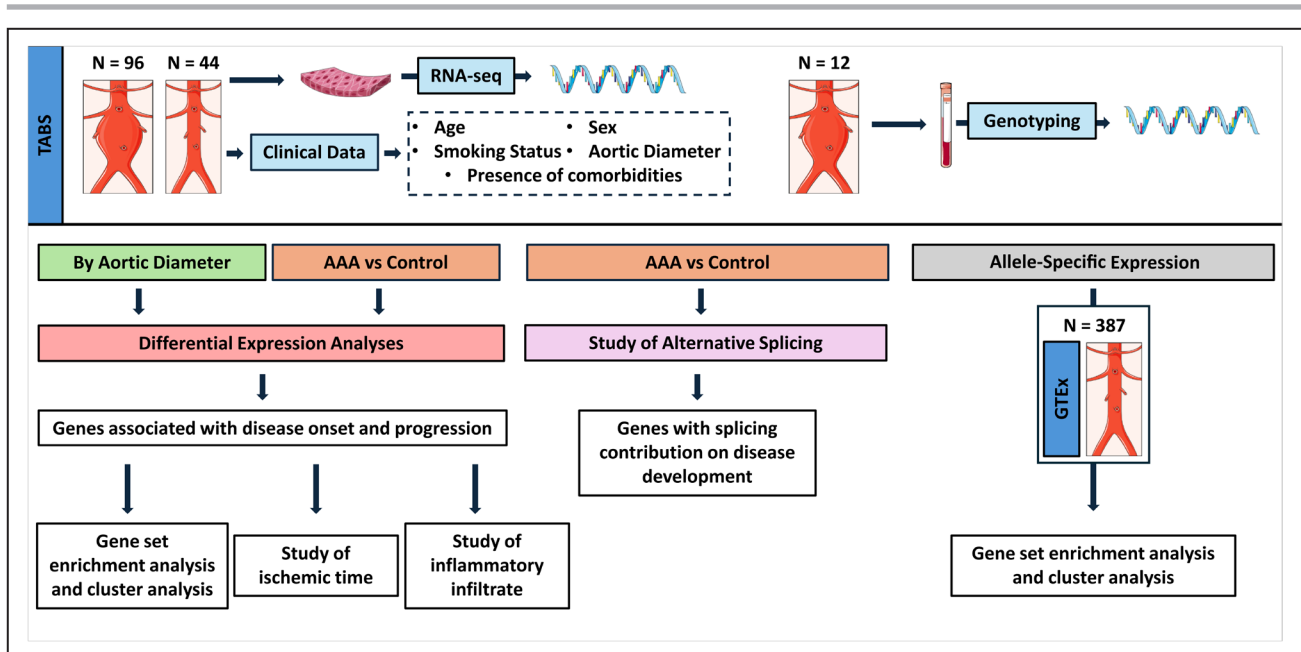 N = 96
N = 44
RNA-seq
N = 12
Genotyping
TABS
Clinical Data
• Age
• Sex
• Smoking Status
• Aortic Diameter
• Presence of comorbidities
By Aortic Diameter
AAA vs Control
AAA vs Control
Allele-Specific Expression
Differential Expression Analyses
Study of Alternative Splicing
N = 387
GTEx
Genes associated with disease onset and progression
Genes with splicing
contribution on disease
development
Gene set
enrichment analysis
and cluster analysis
Study of
ischemic time
Study of
inflammatory
infiltrate
Gene set enrichment analysis
and cluster analysis